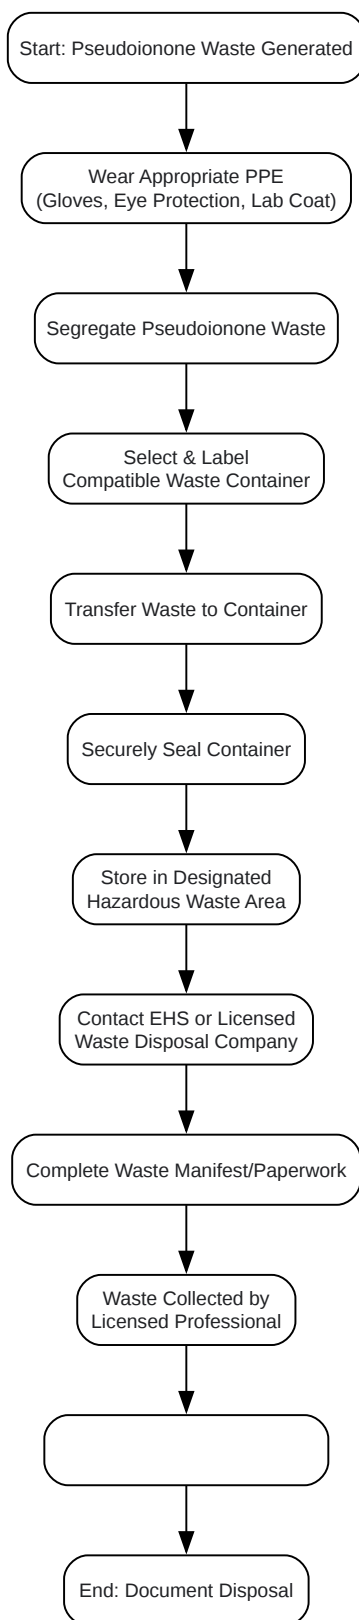 Start: Pseudoionone Waste Generated
Wear Appropriate PPE
(Gloves, Eye Protection, Lab Coat)
Segregate Pseudoionone Waste
Select & Label
Compatible Waste Container
Transfer Waste to Container
Securely Seal Container
Store in Designated
Hazardous Waste Area
Contact EHS or Licensed
Waste Disposal Company
Complete Waste Manifest/Paperwork
Waste Collected by
Licensed Professional
End: Document Disposal